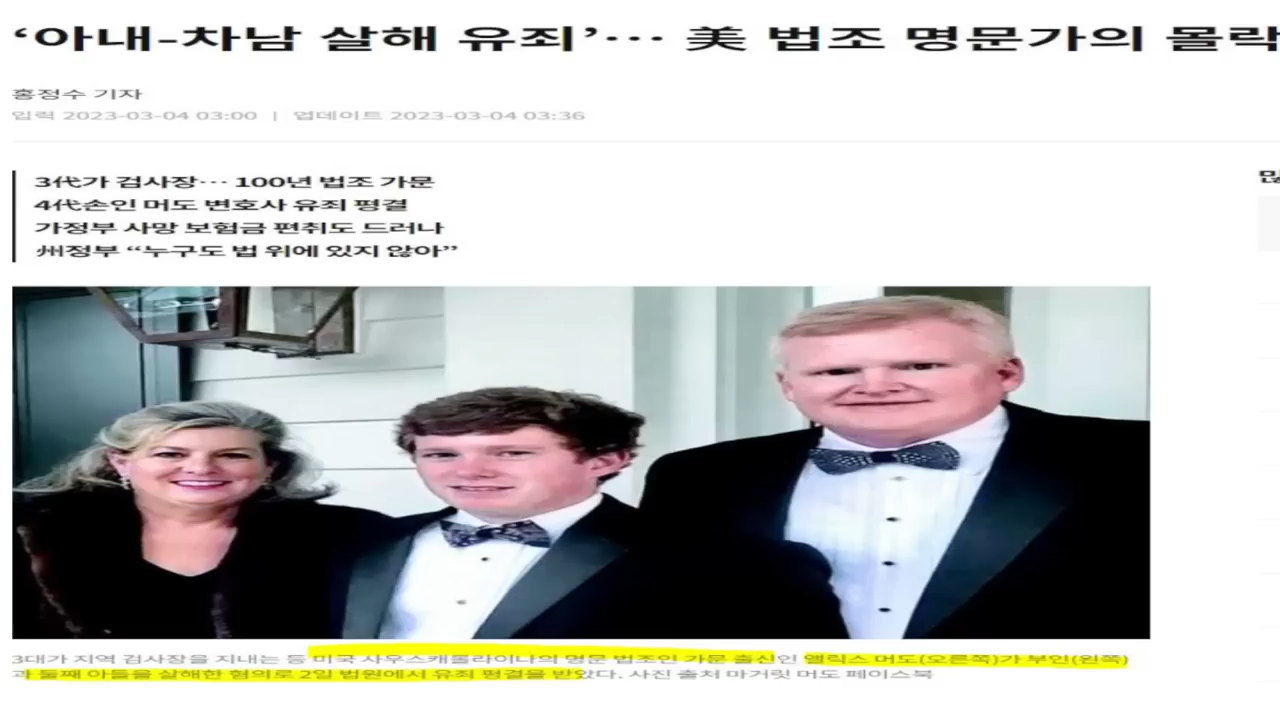 ‘아내-차남 살해 유죄’… 美 법조 명문가의 몰락
홍정수 기자
입력 2023-03-04 03:00 | 업데이트 2023-03-04 03:36
3代가 검사장… 100년 법조 가문
4代손인 머도 변호사 유죄 평결
가정부 사망 보험금 편취도 드러나
州정부 “누구도 법 위에 있지 않아”
3대가 지역 검사장을 지내는 등 미국 사우스캐롤라이나의 명문 법조인 가문 출신인 앨릭스 머도(오른쪽)가 부인(왼쪽)
과 둘째 아들을 살해한 혐의로 2일 법원에서 유죄 평결을 받았다. 사진 출처 마거릿 머도 페이스북